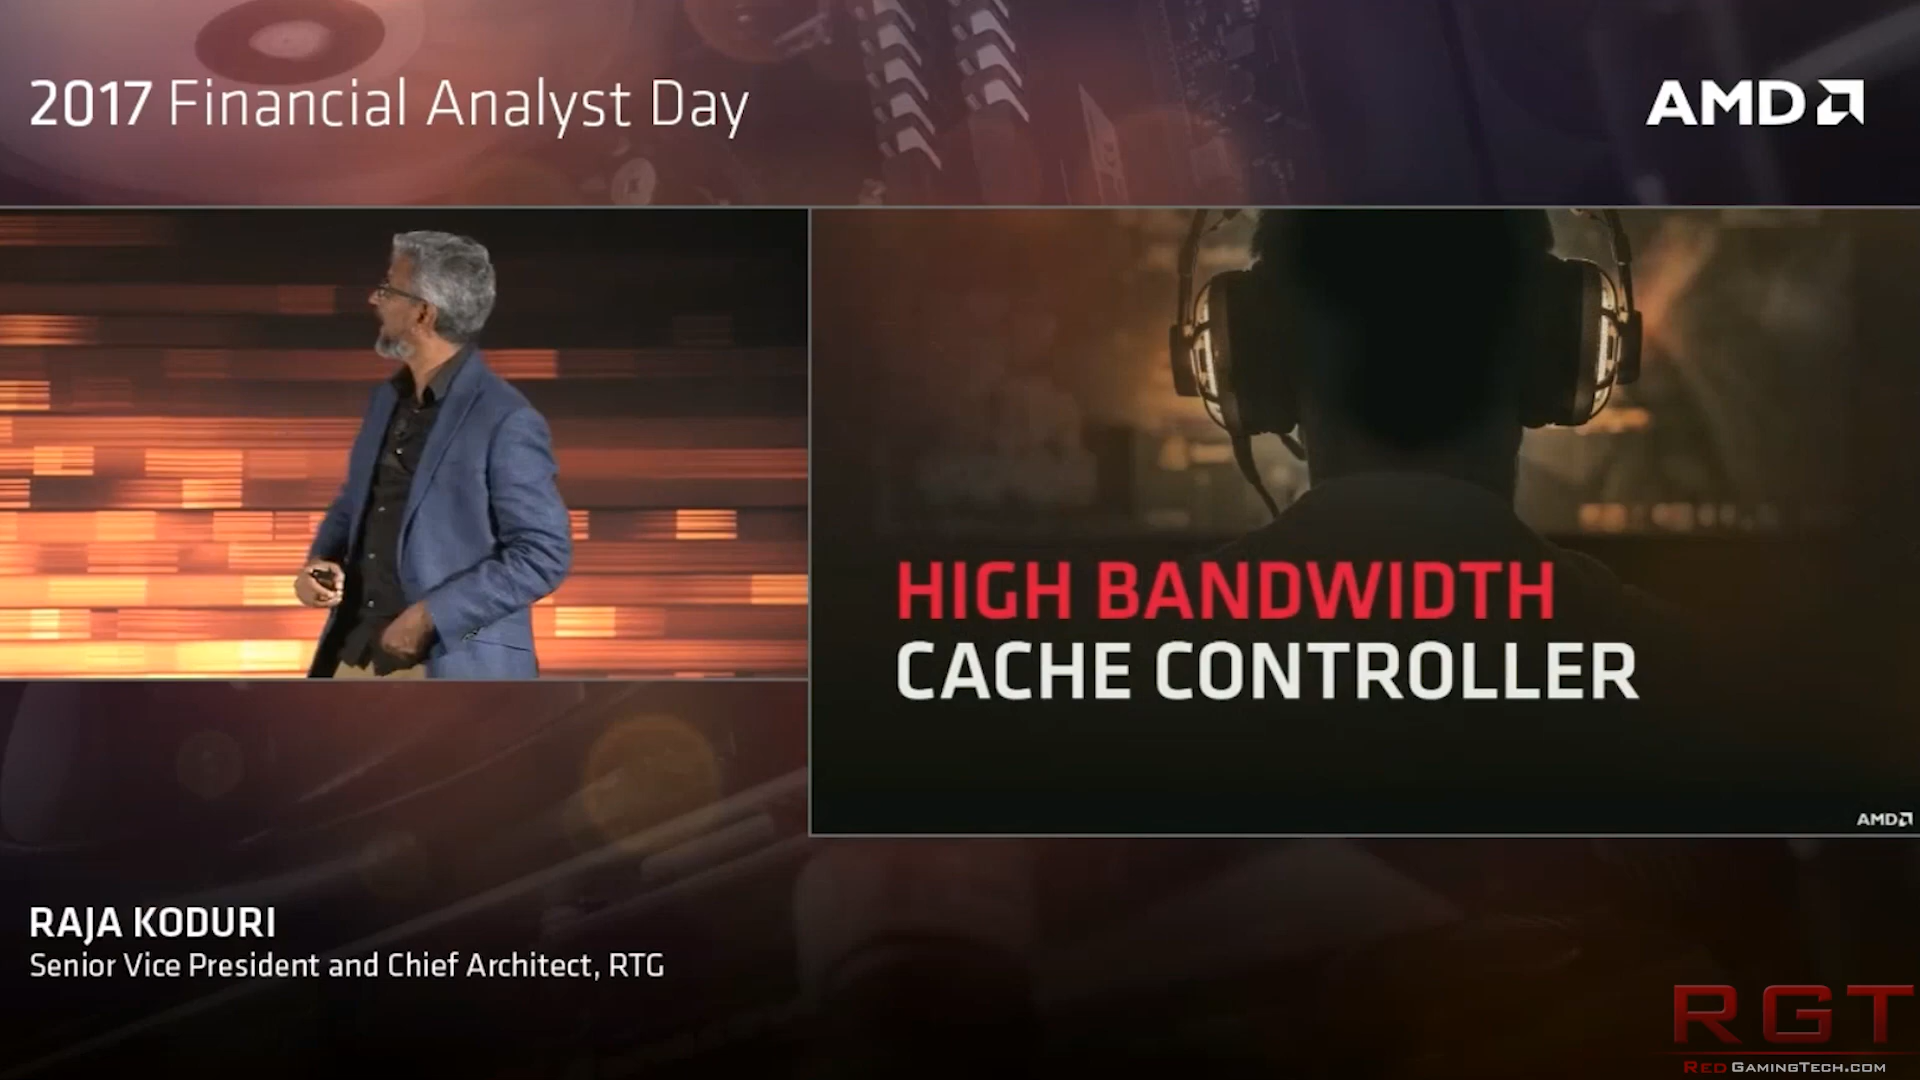 2017 Financial Analyst Day
AMD
HIGH BANDWIDTH
CACHE CONTROLLER
AMD
RAJA KODURI
Senior Vice President and Chief Architect, RTG
RGT
REDGAMINGTECH.COM